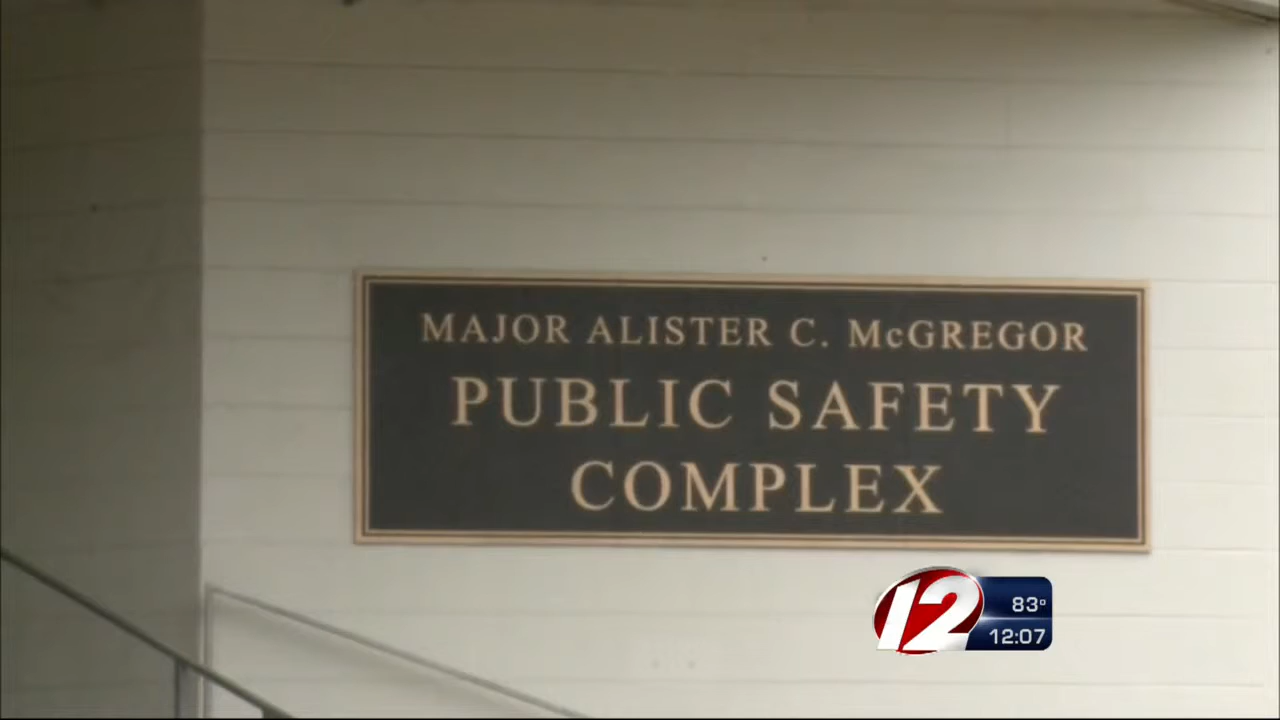 MAJOR ALISTER C. McGREGOR
PUBLIC SAFETY
COMPLEX
12
83°
12:07